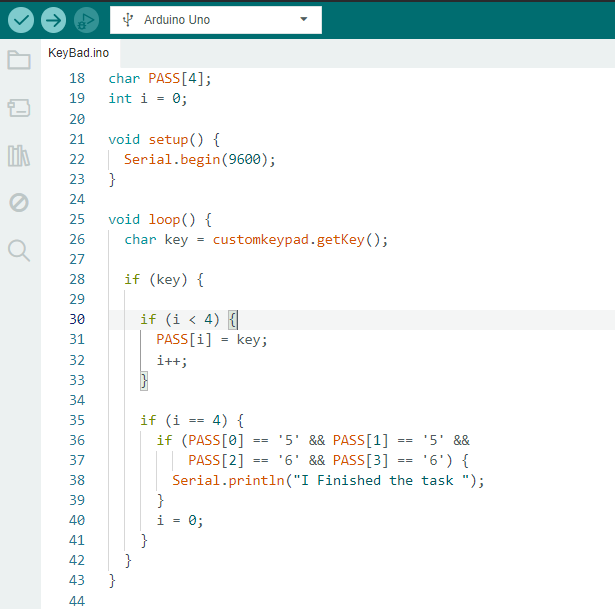 Arduino Uno
KeyBad.ino
18 char PASS[4];
19 int i = 0;
20
21 void setup() {
22   Serial.begin(9600);
23 }
24
25 void loop() {
26   char key = customkeypad.getKey();
27
28   if (key) {
29
30     if (i < 4) {
31       PASS[i] = key;
32       i++;
33     }
34
35     if (i == 4) {
36       if (PASS[0] == '5' && PASS[1] == '5' &&
37           PASS[2] == '6' && PASS[3] == '6') {
38         Serial.println("I Finished the task ");
39       }
40       i = 0;
41     }
42   }
43 }
44